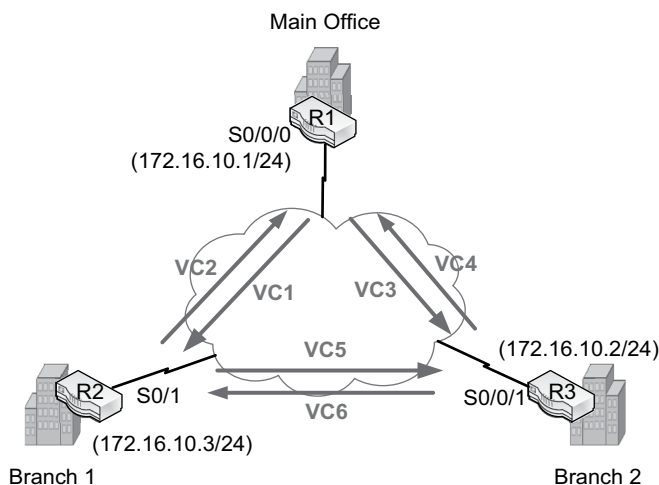 Main Office
R1
S0/0/0
(172.16.10.1/24)
VC2
VC1
VC3
VC4
VC5
VC6
(172.16.10.2/24)
R2
S0/1
S0/0/1
R3
(172.16.10.3/24)
Branch 1
Branch 2